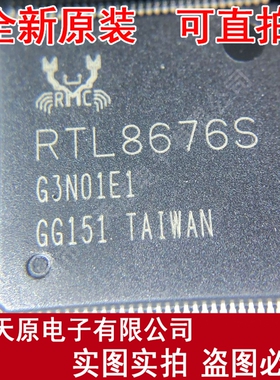 全新原装 可直拍
RMC
RTL8676S
G3N01E1
GG151 TAIWAN
天原电子有限公司
实图实拍 盗图必